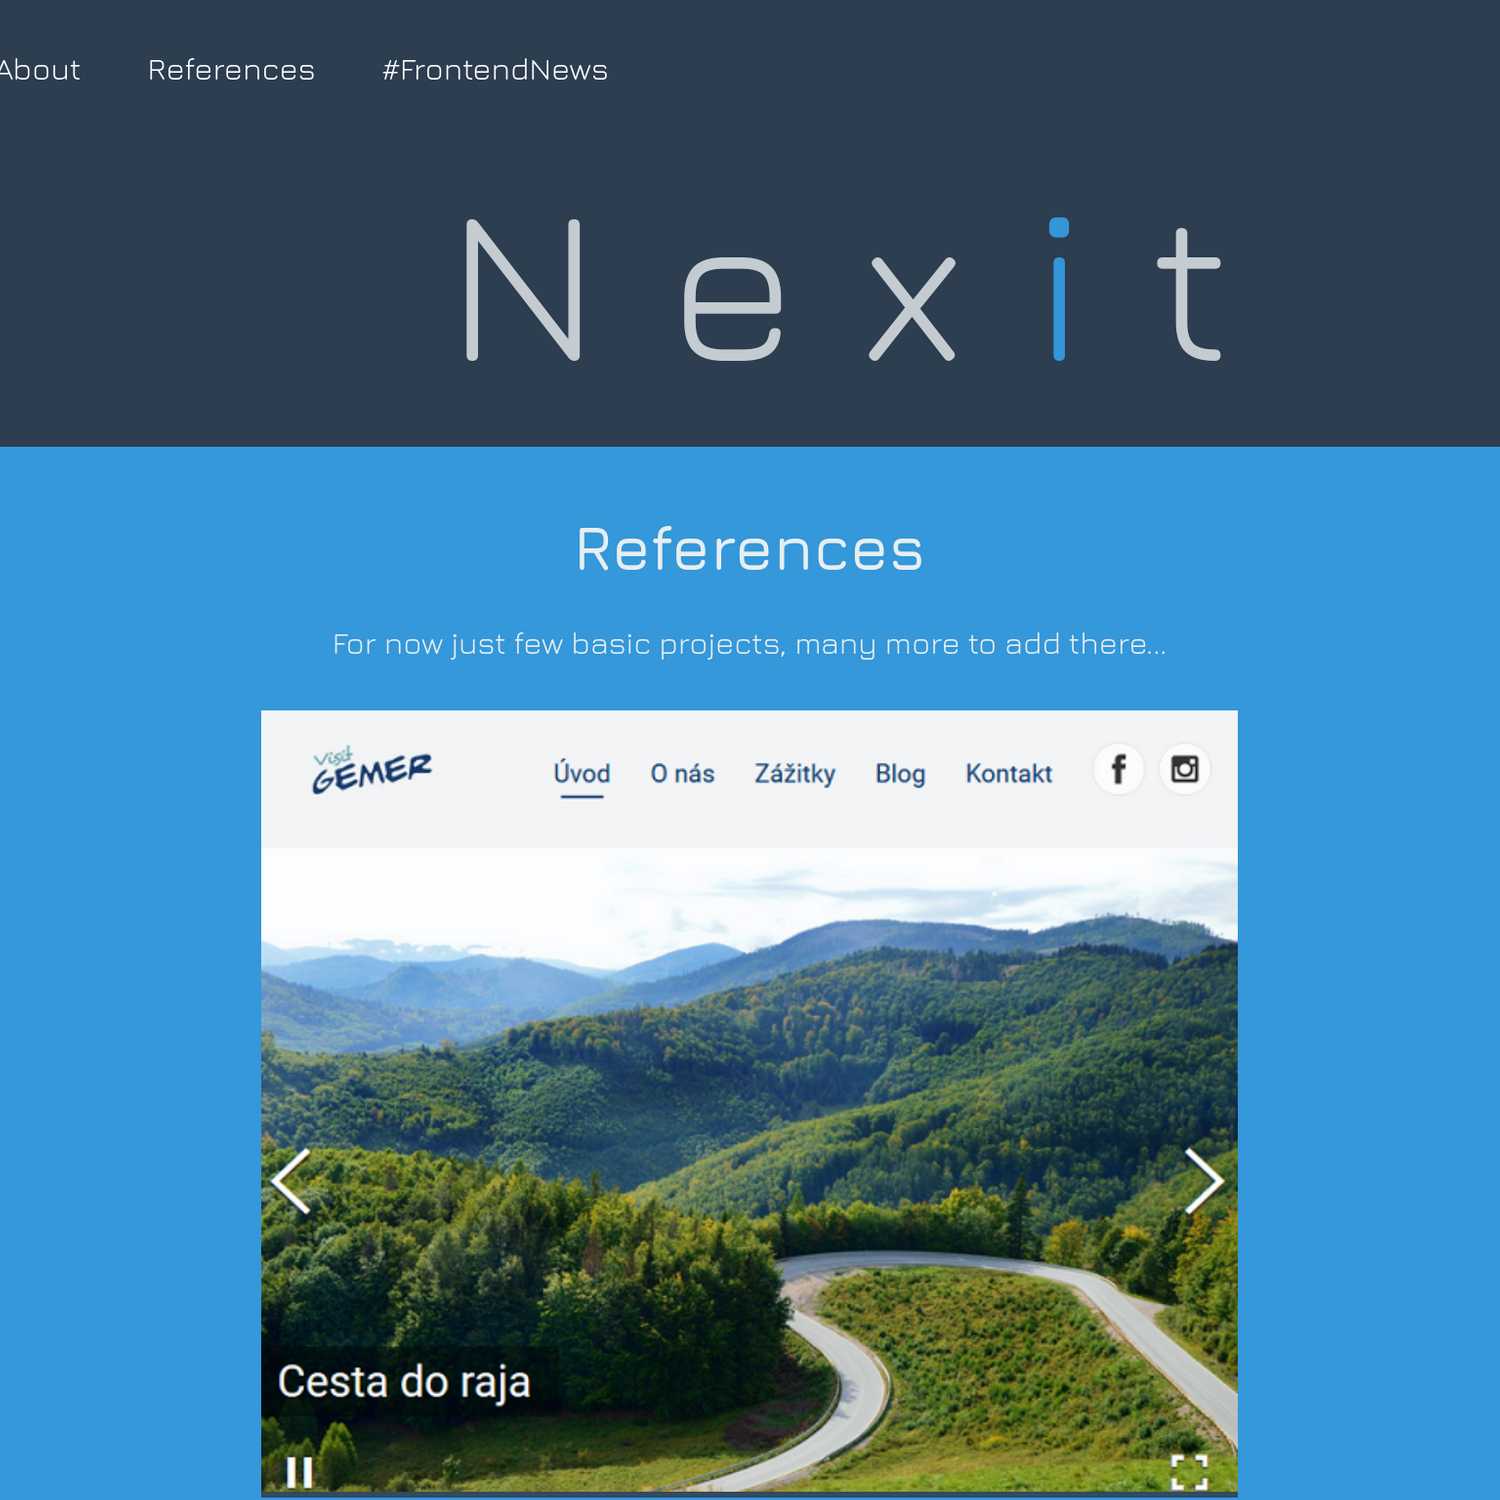 About References #FrontendNews
Nexit
References
For now just few basic projects, many more to add there...
Visit
GEMER
Úvod O nás Zážitky Blog Kontakt
Cesta do raja